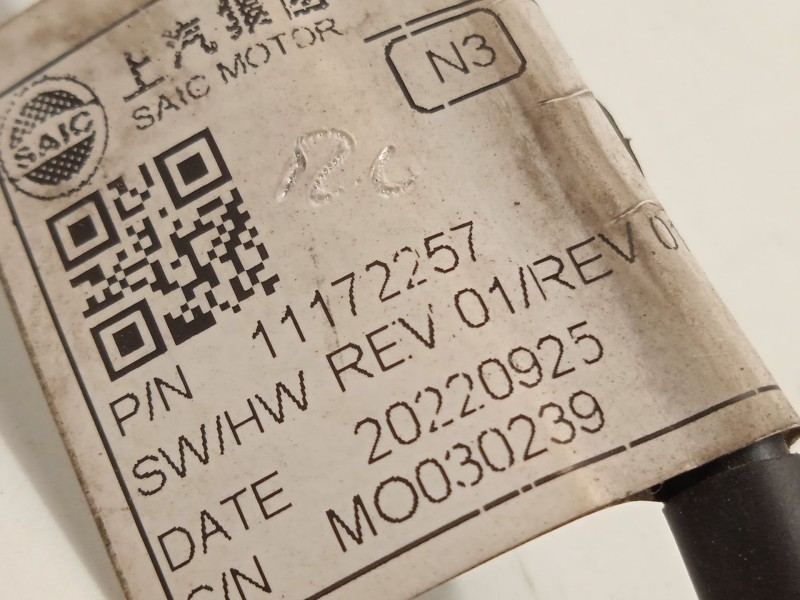 上汽集团
SAIC MOTOR
N3
SAIC
P/N 11172257
SW/HW REV.01/REV.01
DATE 20220925
C/N MO030239